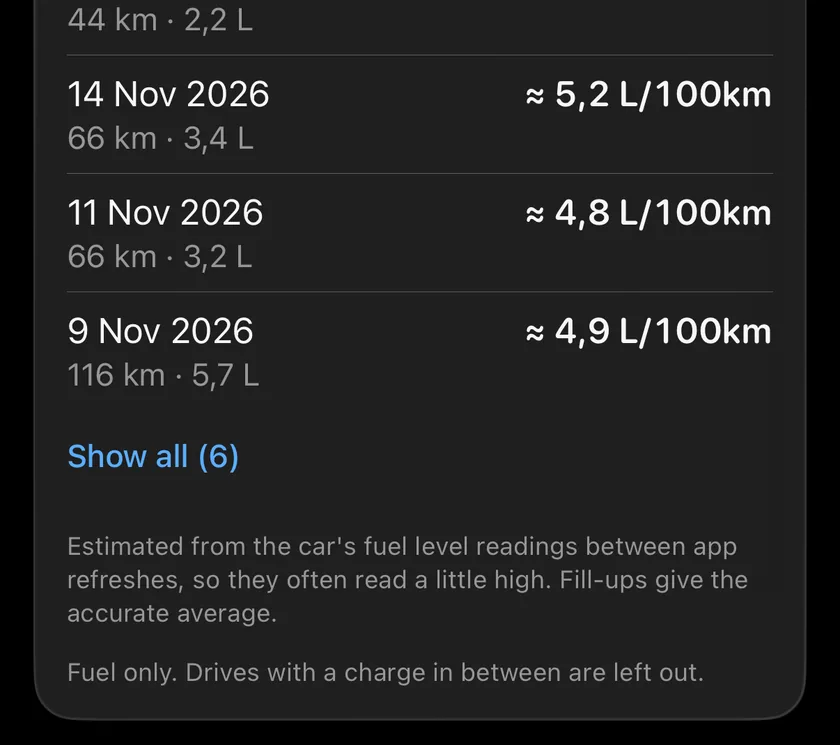 44 km · 2,2 L
14 Nov 2026
≈ 5,2 L/100km
66 km · 3,4 L
11 Nov 2026
≈ 4,8 L/100km
66 km · 3,2 L
9 Nov 2026
≈ 4,9 L/100km
116 km · 5,7 L
Show all (6)
Estimated from the car's fuel level readings between app
refreshes, so they often read a little high. Fill-ups give the
accurate average.
Fuel only. Drives with a charge in between are left out.